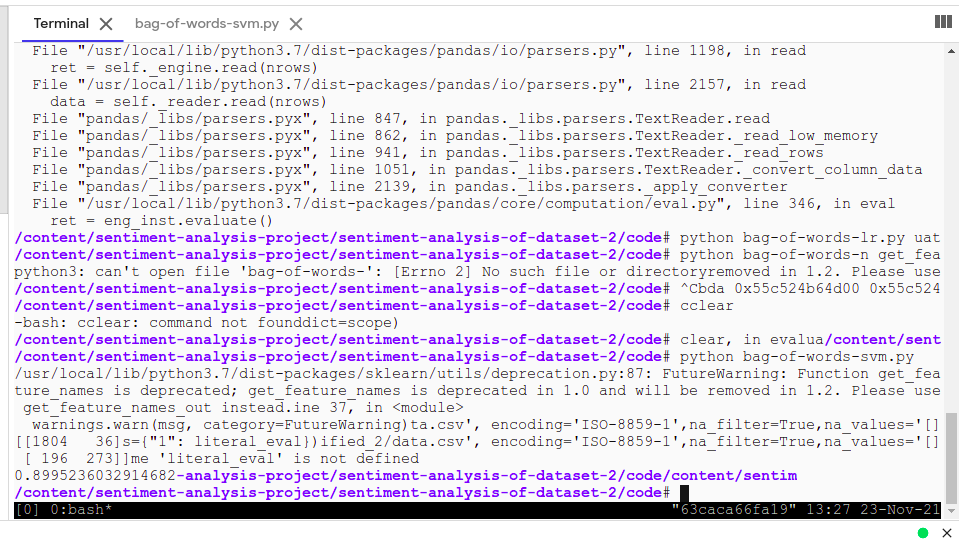 Terminal
bag-of-words-svm.py
File "/usr/local/lib/python3.7/dist-packages/pandas/io/parsers.py", line 1198, in read
ret = self._engine.read(nrows)
File "/usr/local/lib/python3.7/dist-packages/pandas/io/parsers.py", line 2157, in read
data = self._reader.read(nrows)
File "pandas/_libs/parsers.pyx", line 847, in pandas._libs.parsers.TextReader.read
File "pandas/_libs/parsers.pyx", line 862, in pandas._libs.parsers.TextReader._read_low_memory
File "pandas/_libs/parsers.pyx", line 941, in pandas._libs.parsers.TextReader._read_rows
File "pandas/_libs/parsers.pyx", line 1051, in pandas._libs.parsers.TextReader._convert_column_data
File "pandas/_libs/parsers.pyx", line 2139, in pandas._libs.parsers._apply_converter
File "/usr/local/lib/python3.7/dist-packages/pandas/core/computation/eval.py", line 346, in eval
ret = eng_inst.evaluate()
/content/sentiment-analysis-project/sentiment-analysis-of-dataset-2/code# python bag-of-words-lr.py uat
/content/sentiment-analysis-project/sentiment-analysis-of-dataset-2/code# python bag-of-words-n get_fea
python3: can't open file 'bag-of-words-': [Errno 2] No such file or directoryremoved in 1.2. Please use
/content/sentiment-analysis-project/sentiment-analysis-of-dataset-2/code# ^Cbda 0x55c524b64d00 0x55c524
/content/sentiment-analysis-project/sentiment-analysis-of-dataset-2/code# cclear
-bash: cclear: command not founddict=scope)
/content/sentiment-analysis-project/sentiment-analysis-of-dataset-2/code# clear, in evalua/content/sent
/content/sentiment-analysis-project/sentiment-analysis-of-dataset-2/code# python bag-of-words-svm.py
/usr/local/lib/python3.7/dist-packages/sklearn/utils/deprecation.py:87: FutureWarning: Function get_fea
ture_names is deprecated; get_feature_names is deprecated in 1.0 and will be removed in 1.2. Please use
get_feature_names_out instead.ine 37, in <module>
warnings.warn(msg, category=FutureWarning)ta.csv', encoding='ISO-8859-1',na_filter=True,na_values='[]
[[1804   36]s={"1": literal_eval})ified_2/data.csv', encoding='ISO-8859-1',na_filter=True,na_values='[]
[ 196  273]]me 'literal_eval' is not defined
0.8995236032914682-analysis-project/sentiment-analysis-of-dataset-2/code/content/sentim
/content/sentiment-analysis-project/sentiment-analysis-of-dataset-2/code#
[0] 0:bash* "63caca66fa19" 13:27 23-Nov-21